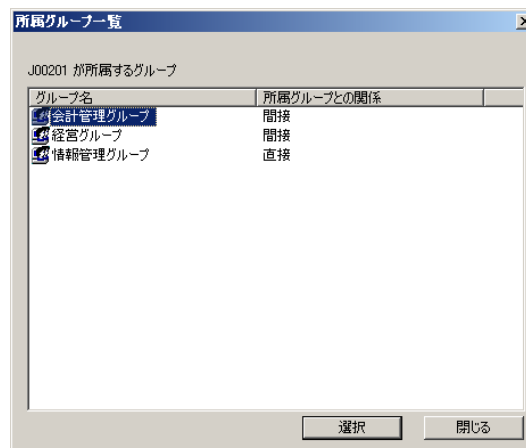 所属グループ一覧
J00201 が所属するグループ
グループ名 所属グループとの関係
会計管理グループ 間接
経営グループ 間接
情報管理グループ 直接
選択 閉じる